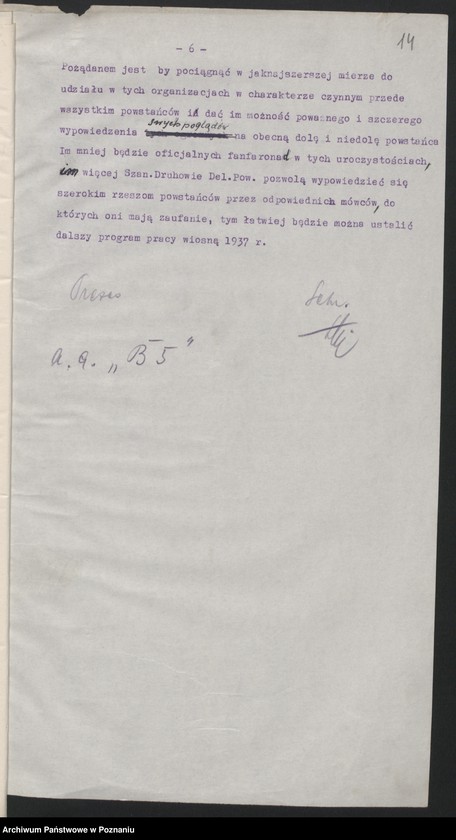 - 6 -
14
Pożądanem jest by pociągnąć w jaknajszerszej mierze do
udziału w tych organizacjach w charakterze czynnym przede
wszystkim powstańców i dać im możność poważnego i szczerego
wypowiedzenia swych poglądów na obecną dolę i niedolę powstańca
Im mniej będzie oficjalnych fanfaronad w tych uroczystościach,
im więcej Szan.Druhowie Del.Pow. pozwolą wypowiedzieć się
szerokim rzeszom powstańców przez odpowiednich mówców, do
których oni mają zaufanie, tym łatwiej będzie można ustalić
dalszy program pracy wiosną 1937 r.
Prezes
Sekr.
a. a. „B 5"
Archiwum Państwowe w Poznaniu